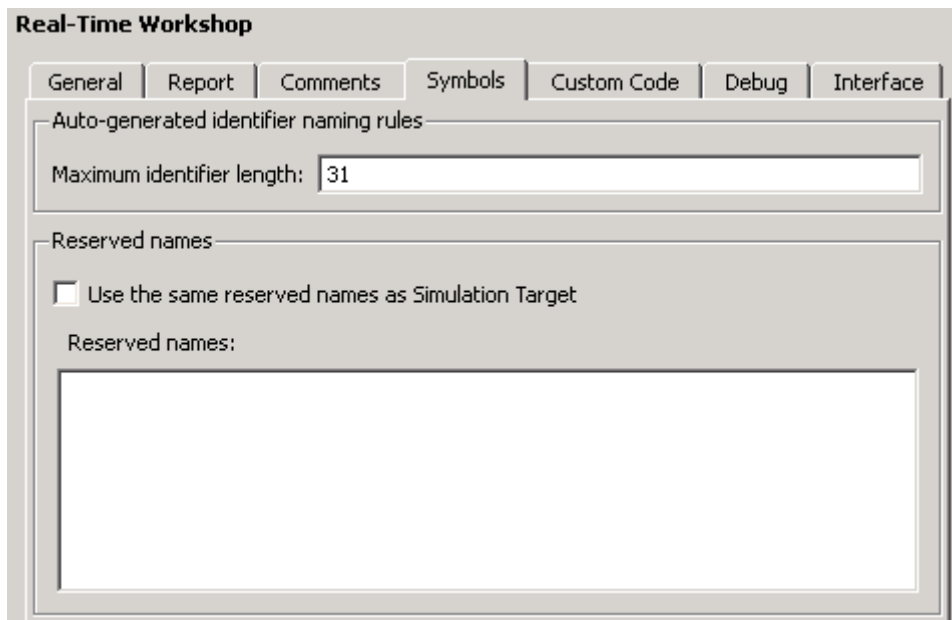 Real-Time Workshop
General Report Comments Symbols Custom Code Debug Interface
Auto-generated identifier naming rules
Maximum identifier length: 31
Reserved names
Use the same reserved names as Simulation Target
Reserved names: